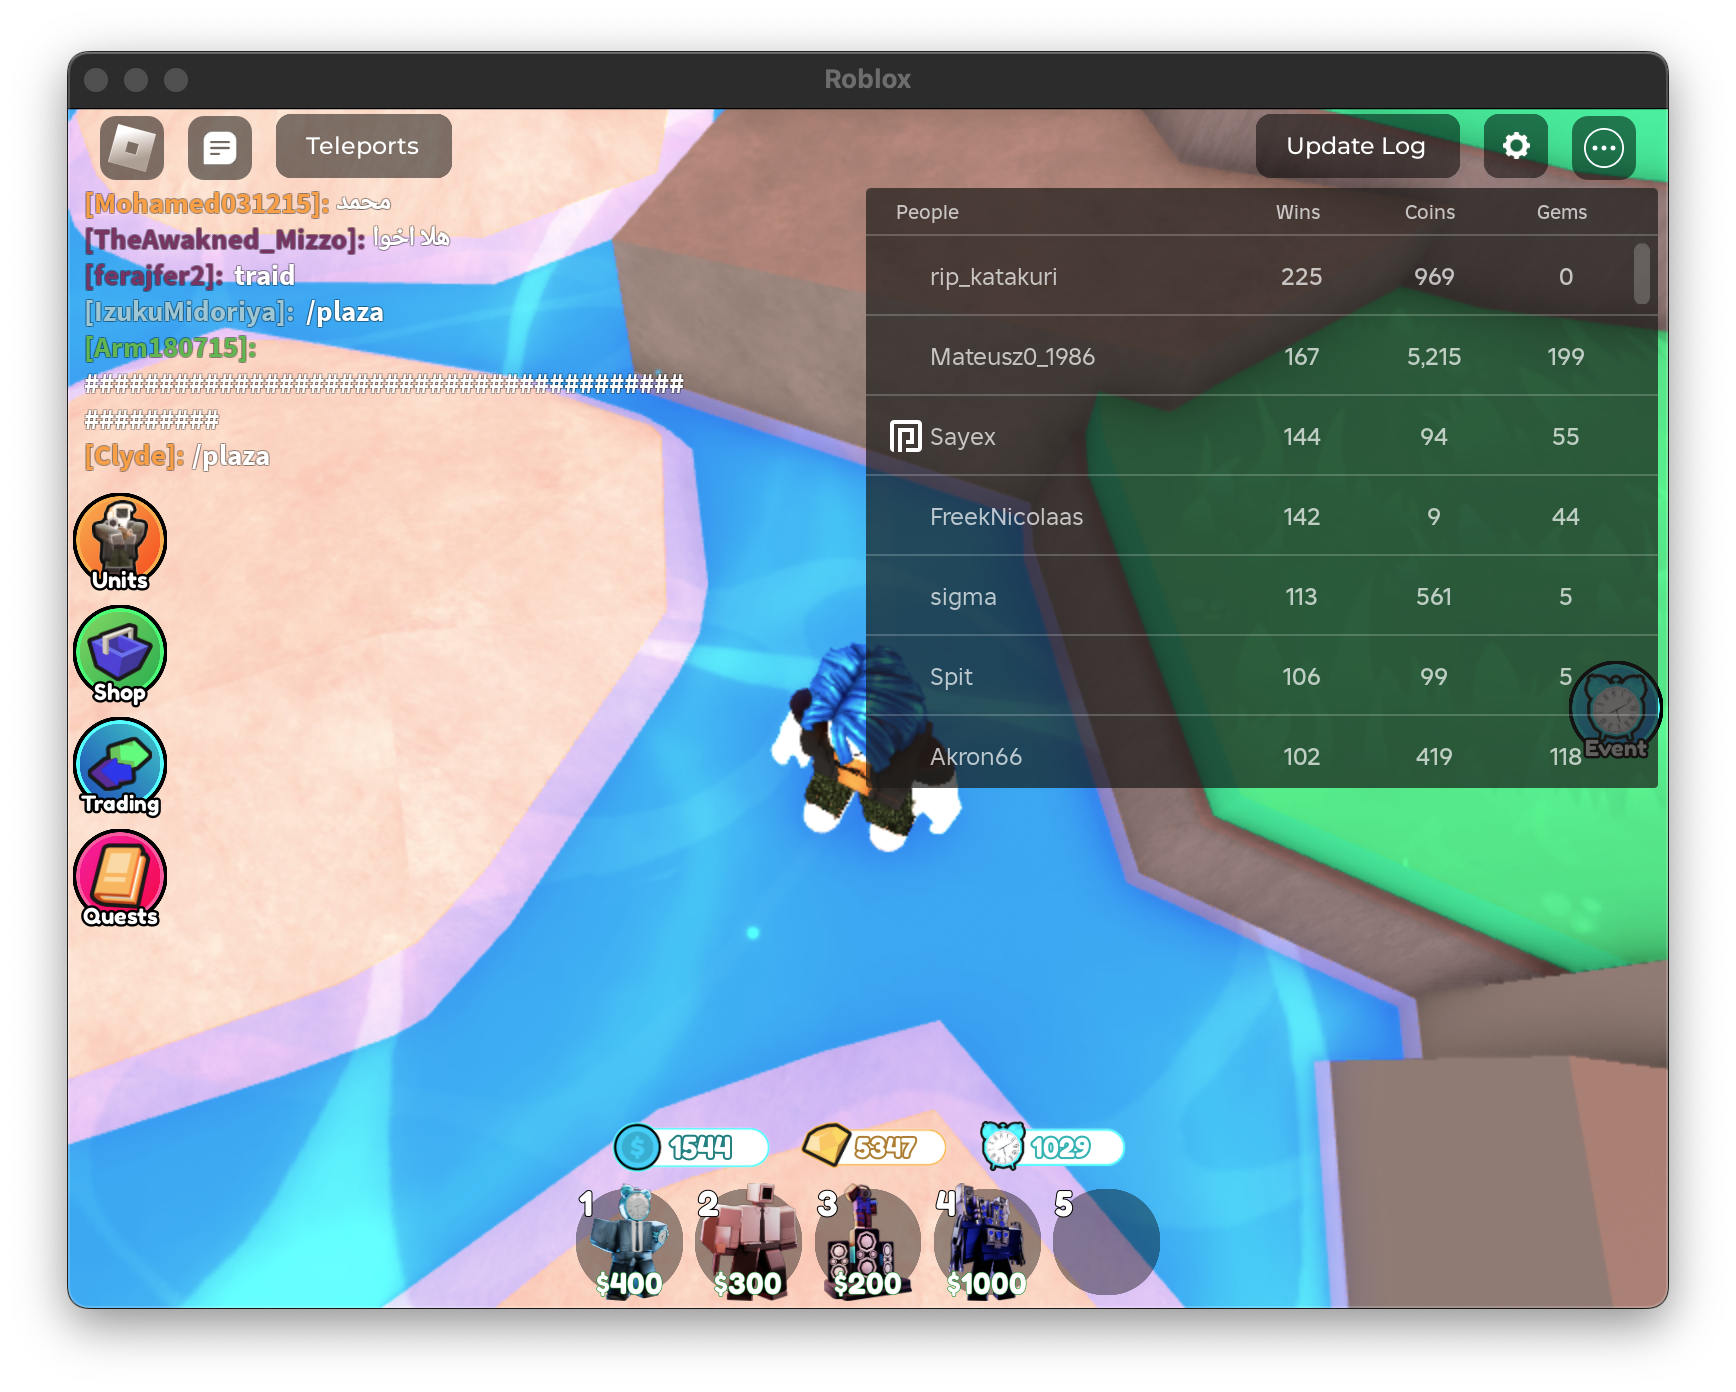 Roblox
Teleports
Update Log
[Mohamed031215]: محمد
[TheAwakned_Mizzo]: هلا اخوا
[ferajfer2]: traid
[IzukuMidoriya]: /plaza
[Arm180715]:
########################################
#########
[Clyde]: /plaza
People Wins Coins Gems
rip_katakuri 225 969 0
Mateusz0_1986 167 5,215 199
Sayex 144 94 55
FreekNicolaas 142 9 44
sigma 113 561 5
Spit 106 99 5
Akron66 102 419 118
Event
Units
Shop
Trading
Quests
1544 5347 1029
1 2 3 4 5
$400 $300 $200 $1000